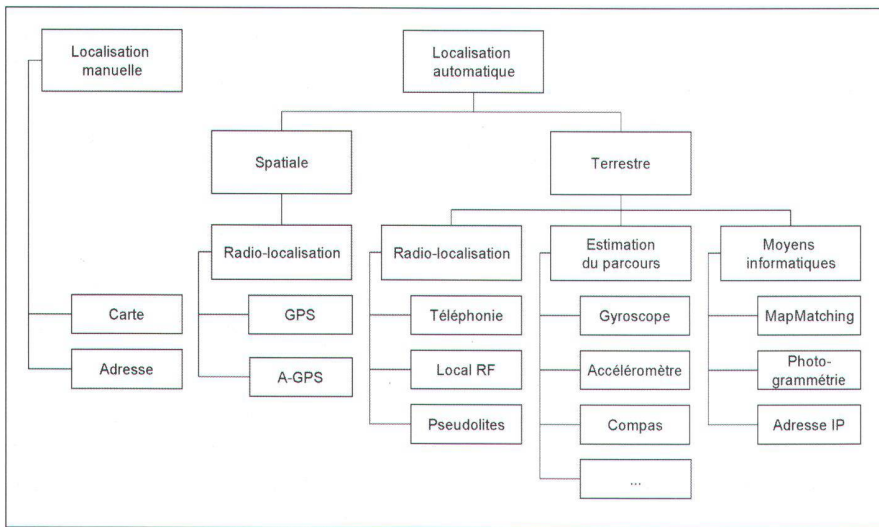 Localisation
manuelle
Localisation
automatique
Spatiale
Terrestre
Radio-localisation
Radio-localisation
Estimation
du parcours
Moyens
informatiques
Carte
GPS
Téléphonie
Gyroscope
MapMatching
Adresse
A-GPS
Local RF
Accéléromètre
Photo-
grammétrie
Pseudolites
Compas
Adresse IP
...